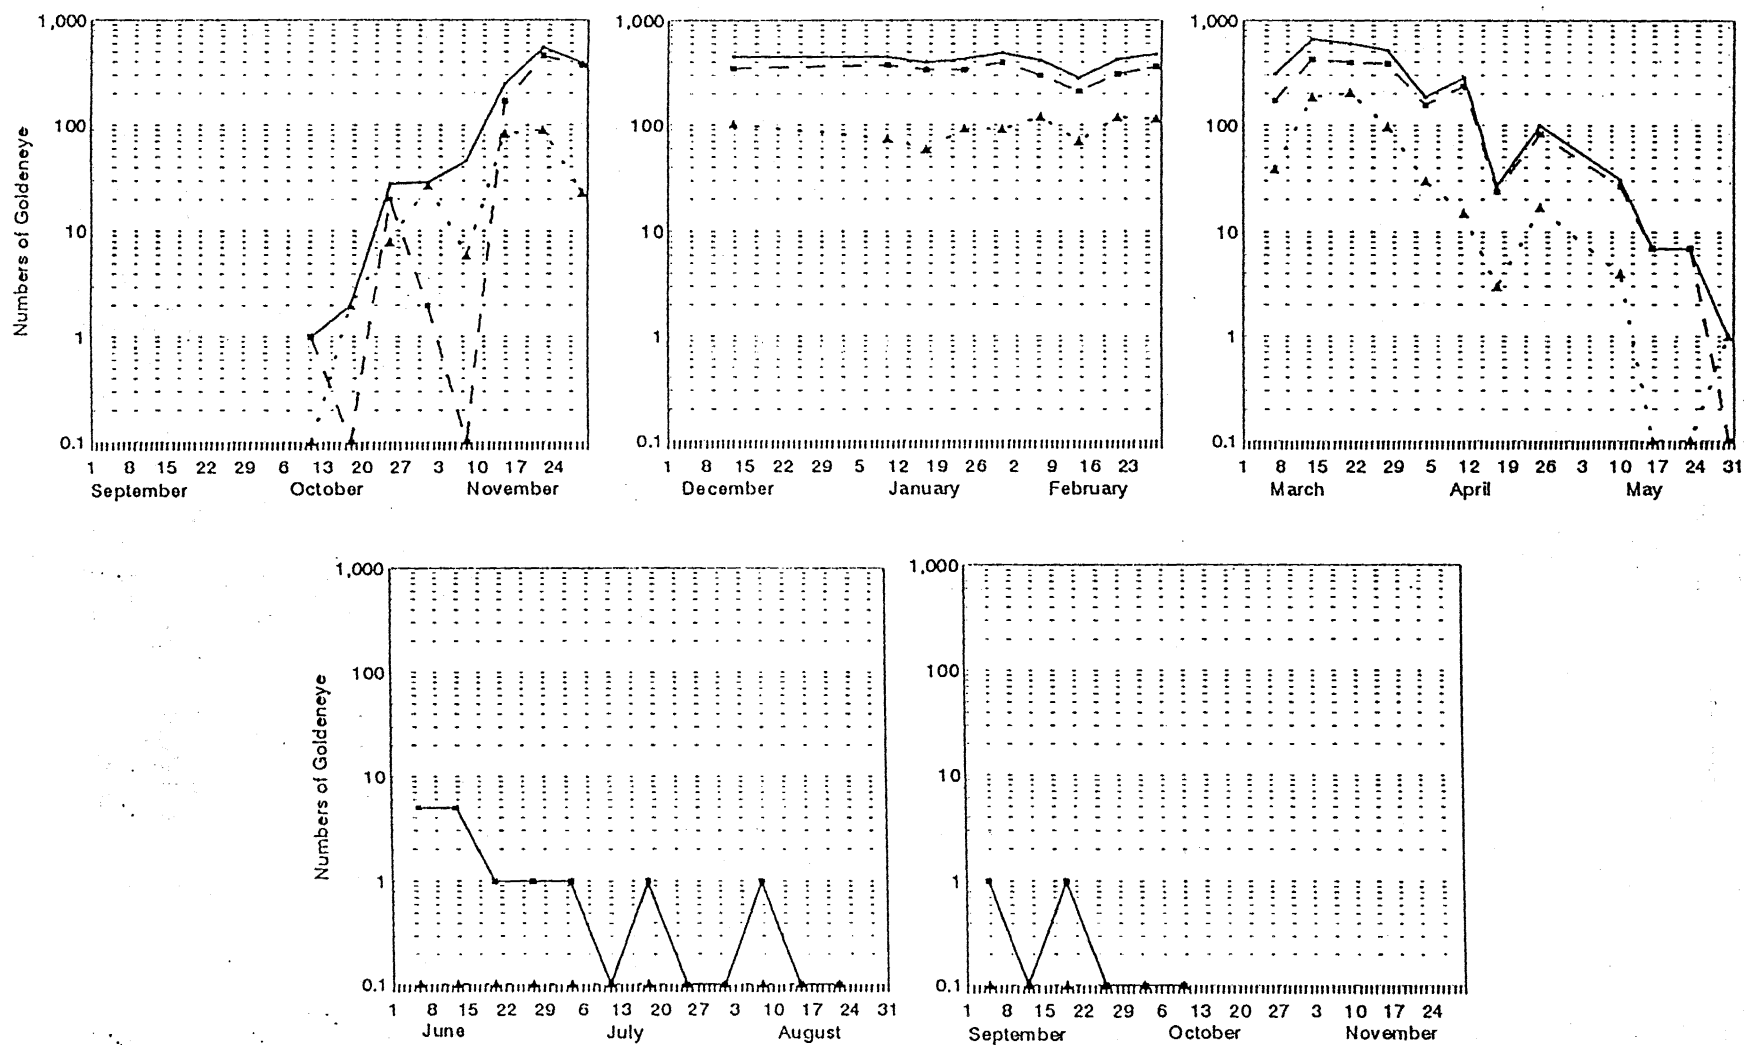 1,000 1,000 1,000
100 100 100
10 10 10
1 1 1
0.1 0.1 0.1
Numbers of Goldeneye
1 8 15 22 29 6 13 20 27 3 10 17 24
September October November
1 8 15 22 29 5 12 19 26 2 9 16 23
December January February
1 8 15 22 29 5 12 19 26 3 10 17 24 31
March April May
1,000 1,000
100 100
10 10
1 1
0.1 0.1
Numbers of Goldeneye
1 8 15 22 29 6 13 20 27 3 10 17 24 31
June July August
1 8 15 22 29 6 13 20 27 3 10 17 24
September October November